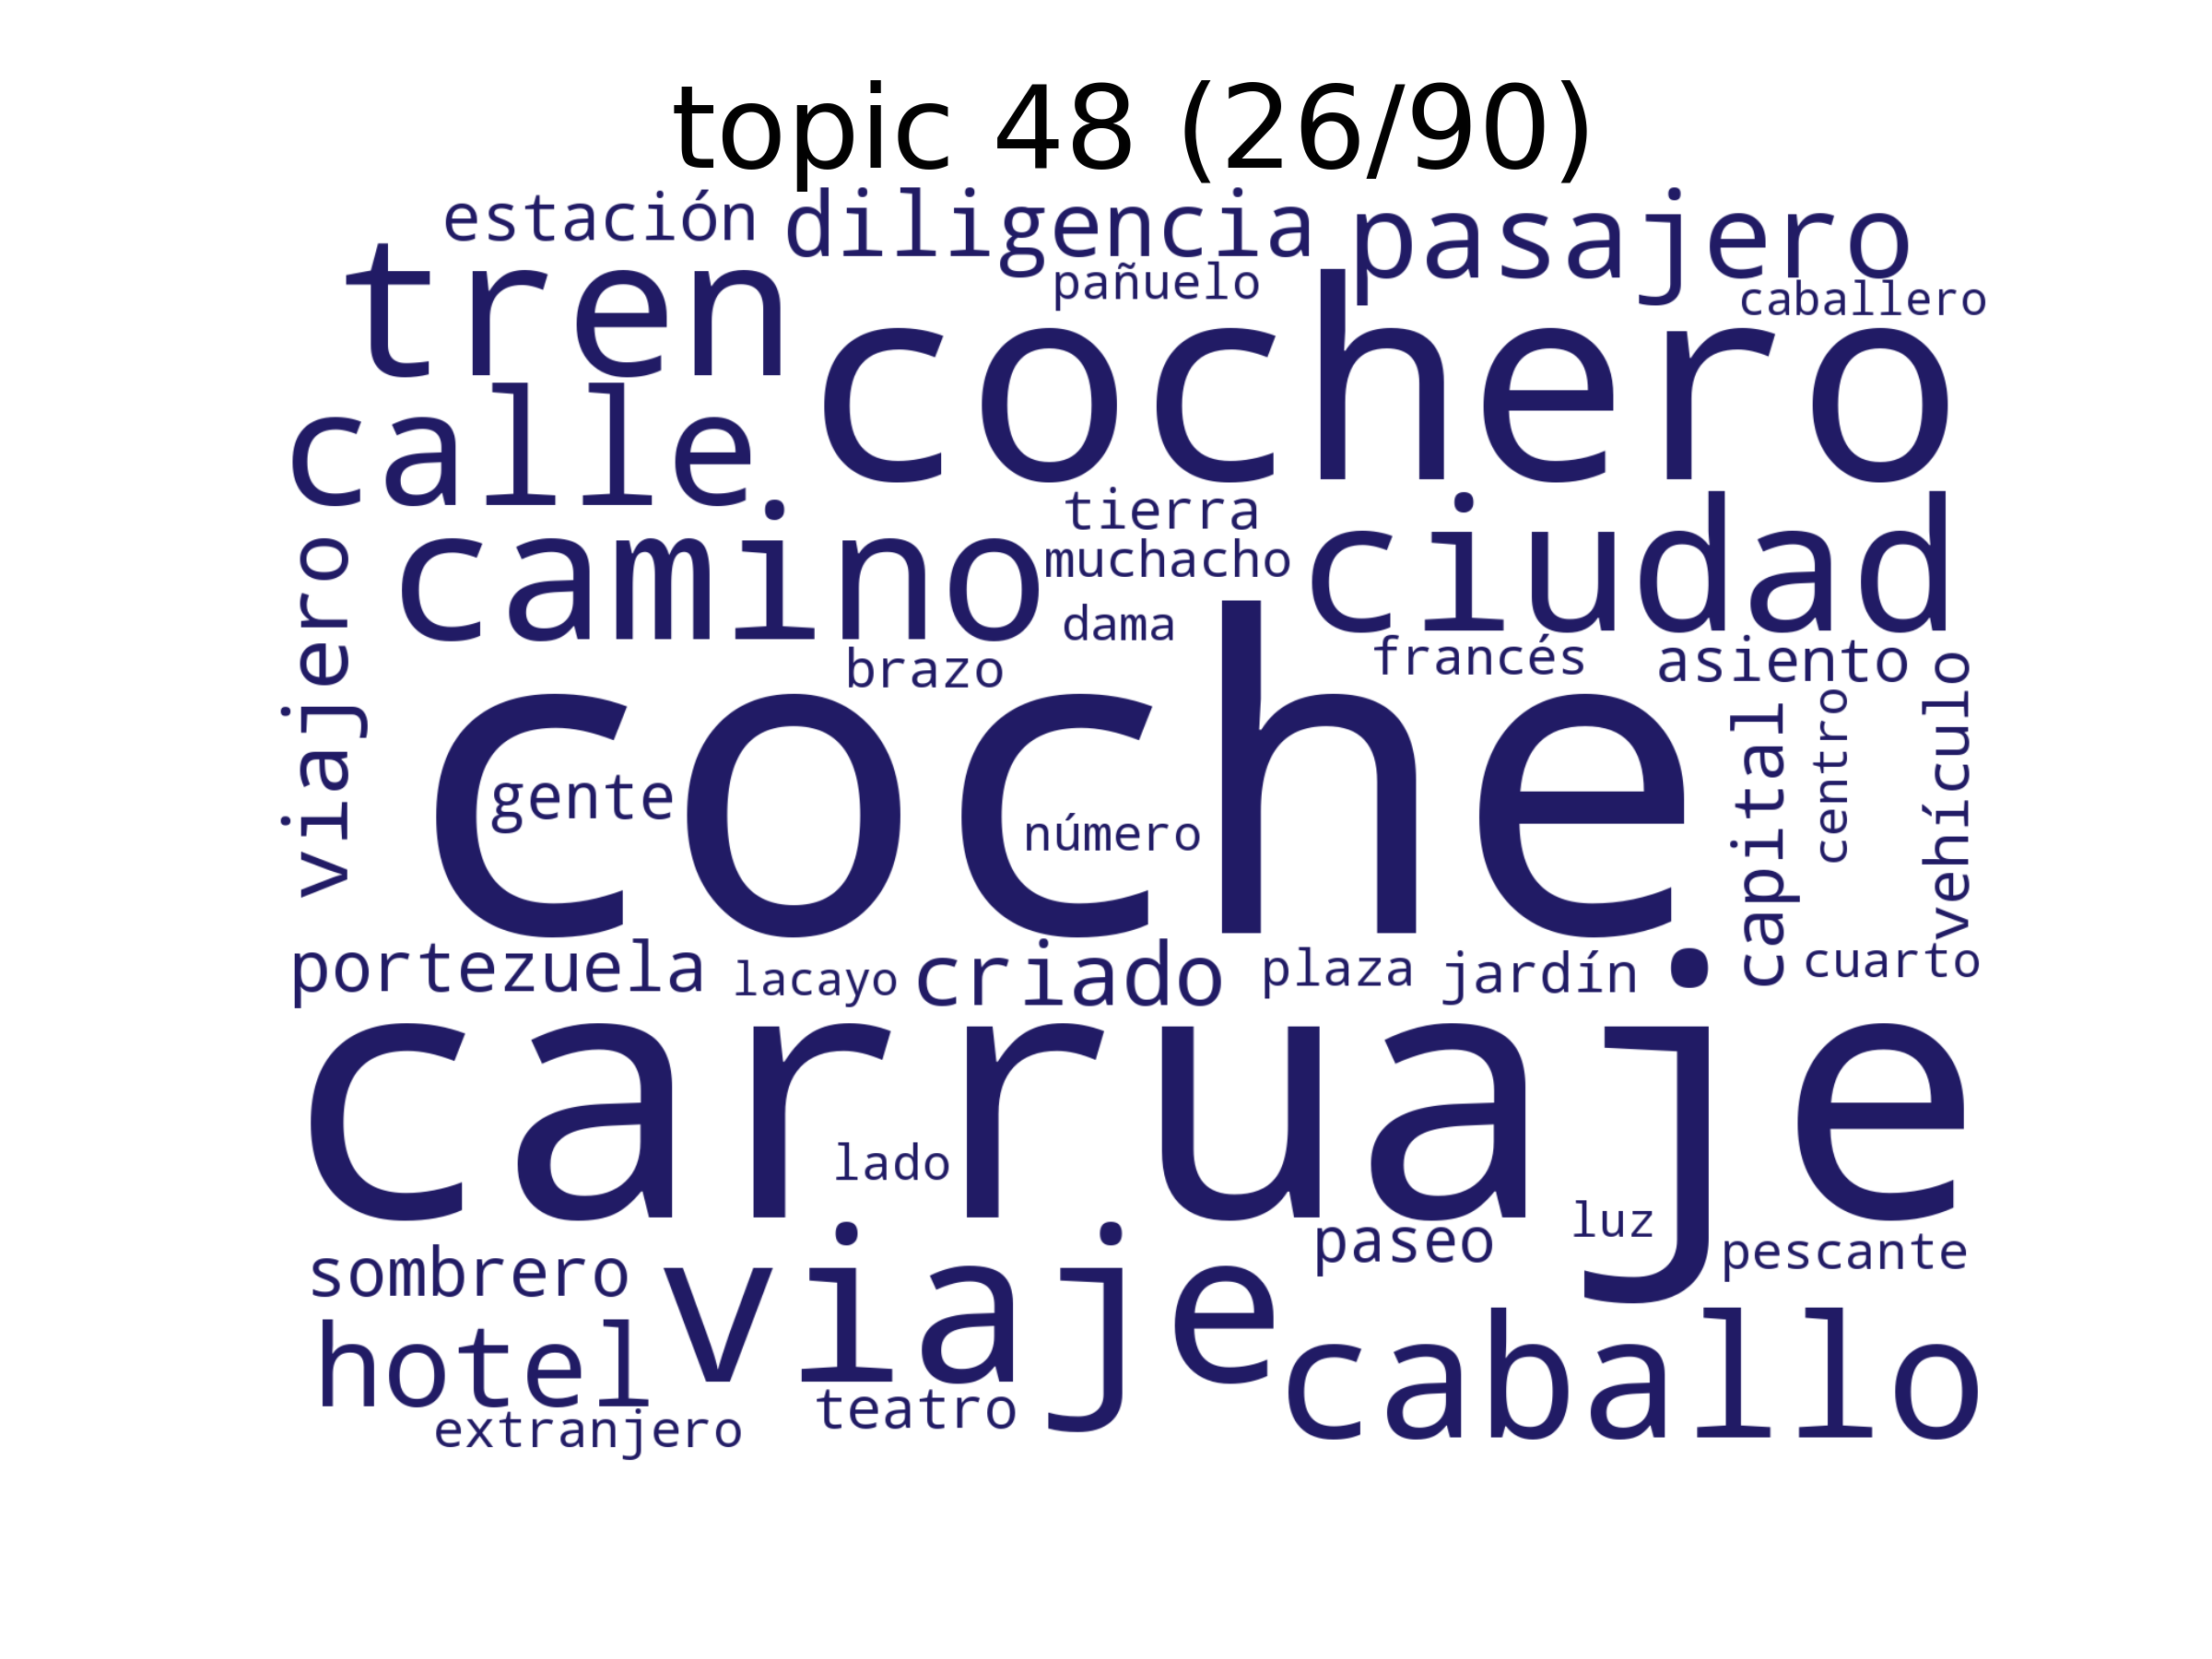 topic 48 (26/90)
estación diligencia pasajero
pañuelo caballero
tren cochero
calle
tierra
camino muchacho ciudad
dama
viajero brazo francés asiento
coche
gente número capital centro vehículo
portezuela lacayo criado plaza jardín cuarto
carruaje
lado
luz
sombrero viaje paseo pescante
hotel caballo
extranjero teatro